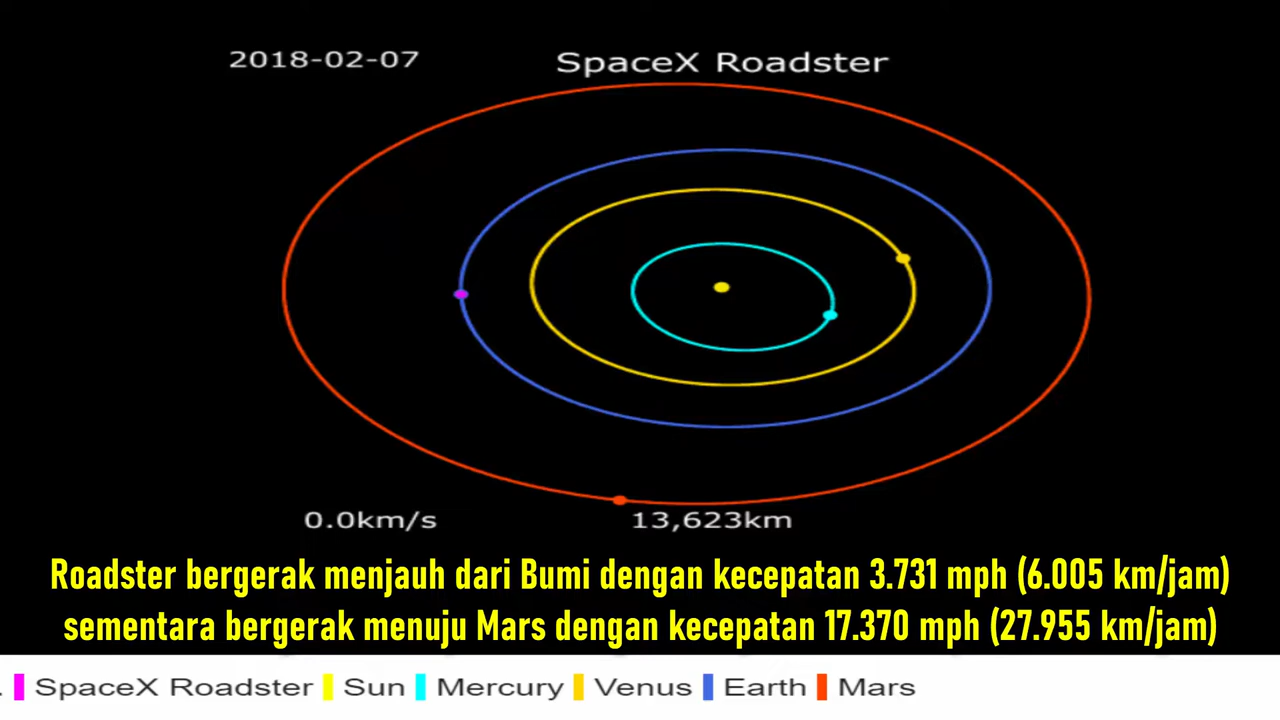 2018-02-07
SpaceX Roadster
0.0km/s
13,623km
Roadster bergerak menjauh dari Bumi dengan kecepatan 3.731 mph (6.005 km/jam)
sementara bergerak menuju Mars dengan kecepatan 17.370 mph (27.955 km/jam)
. SpaceX Roadster Sun Mercury Venus Earth Mars